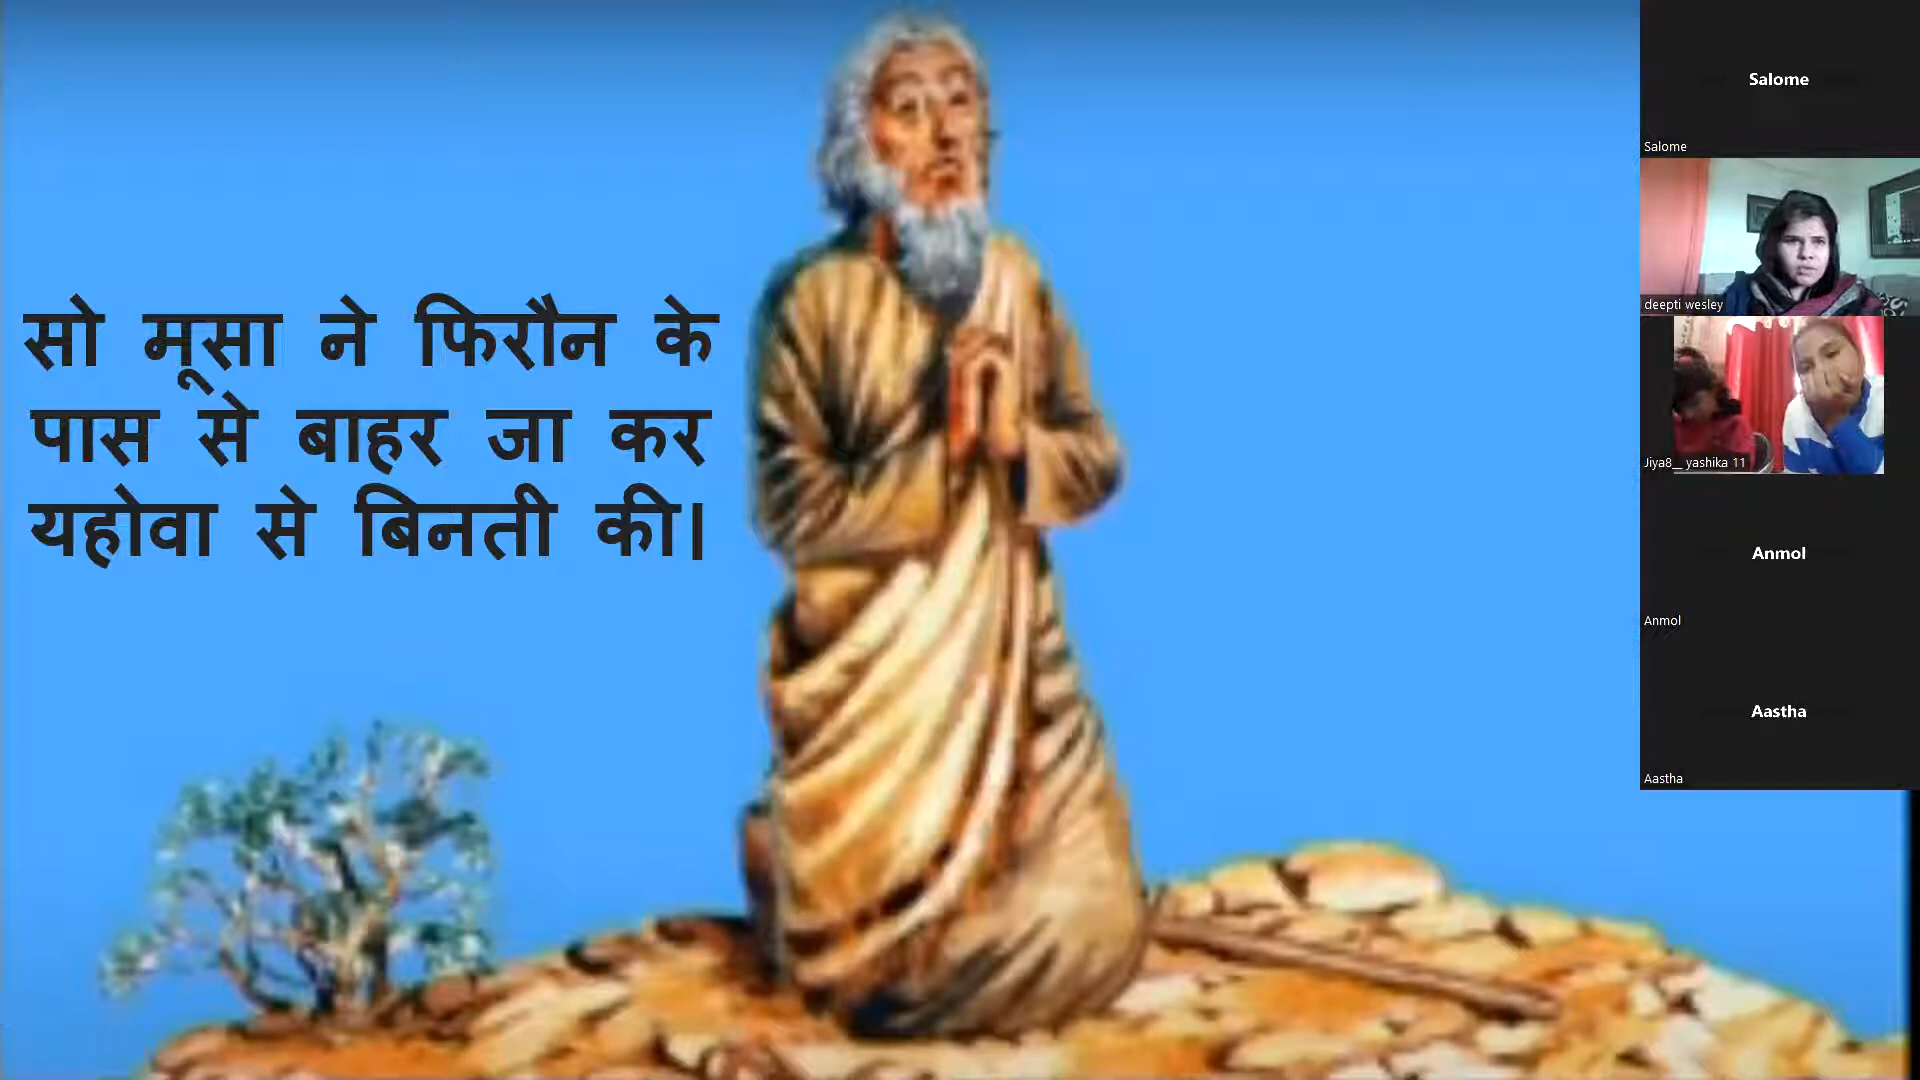 सो मूसा ने फिरौन के
पास से बाहर जा कर
यहोवा से बिनती की।
Salome
Salome
deepti wesley
Jiya8__ yashika 11
Anmol
Anmol
Aastha
Aastha